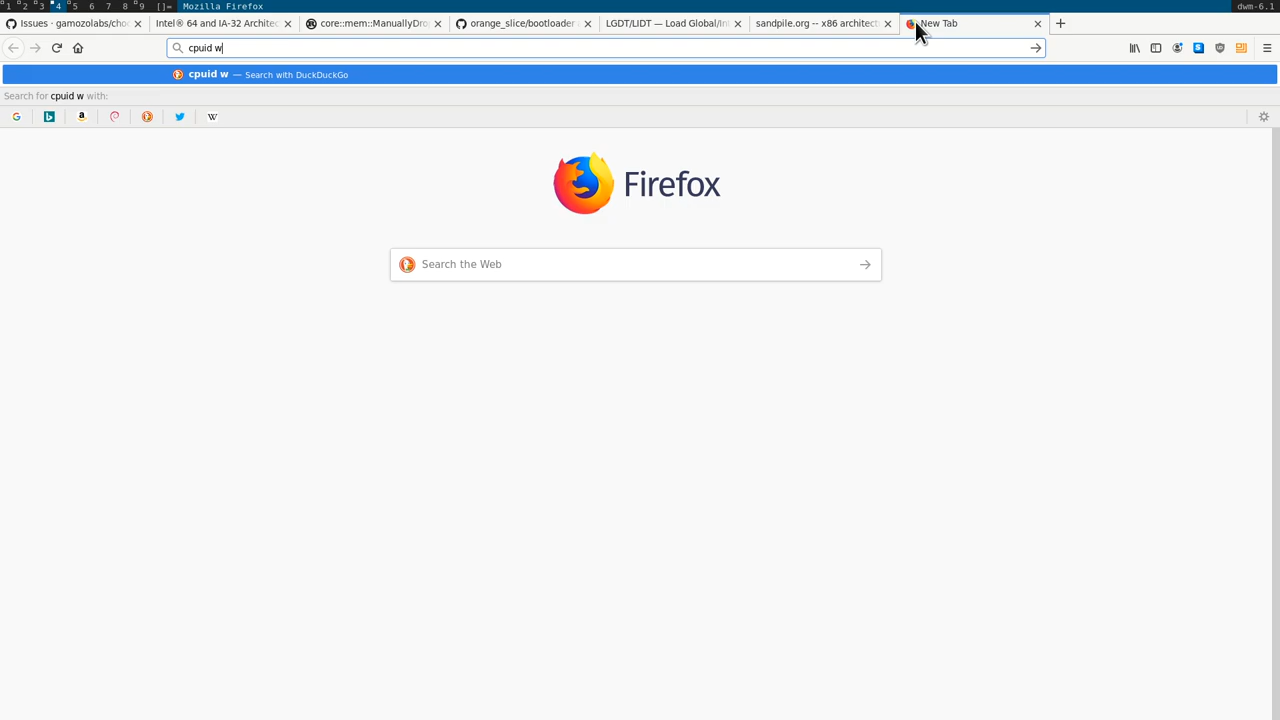 1 2 3 4 5 6 7 8 9 []= Mozilla Firefox dwm-6.1
Issues · gamozolabs/cho Intel® 64 and IA-32 Architec core::mem::ManuallyDro orange_slice/bootloader LGDT/LIDT — Load Global/In sandpile.org -- x86 architect New Tab
cpuid w
cpuid w — Search with DuckDuckGo
Search for cpuid w with:
Firefox
Search the Web